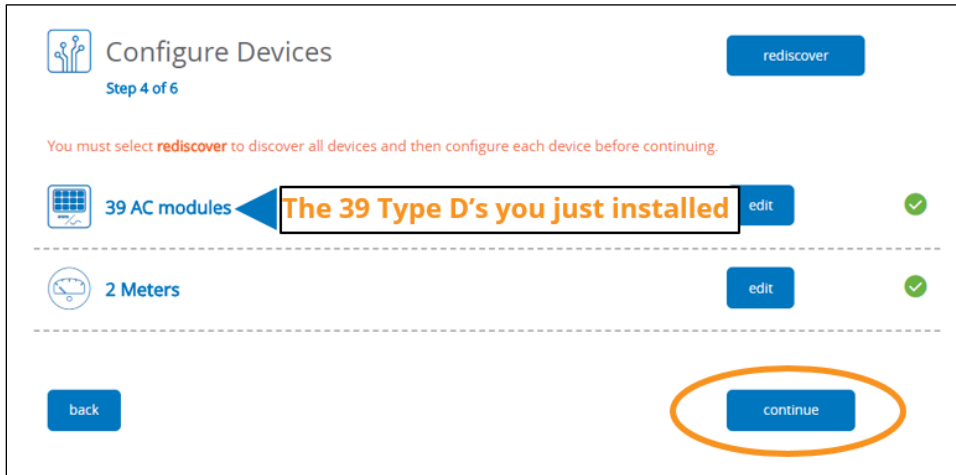 Configure Devices
rediscover
Step 4 of 6
You must select rediscover to discover all devices and then configure each device before continuing.
39 AC modules
The 39 Type D's you just installed
edit
2 Meters
edit
back
continue